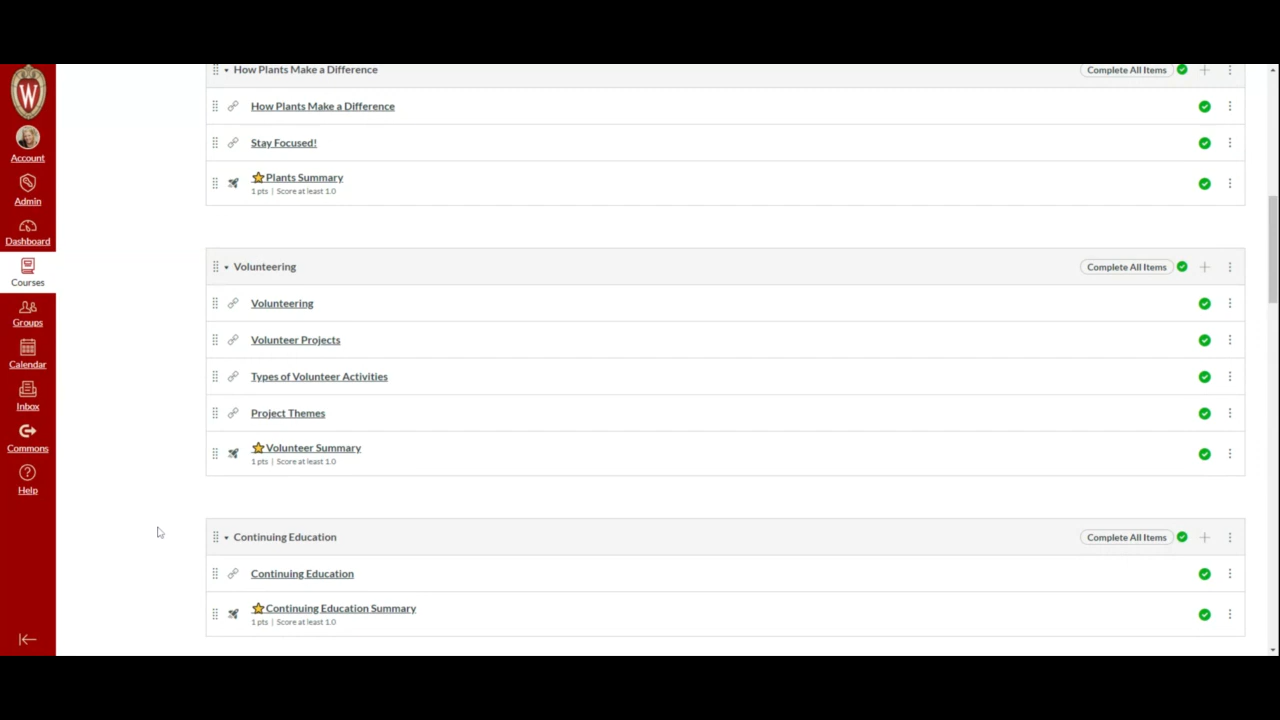 How Plants Make a Difference
Complete All Items
How Plants Make a Difference
Stay Focused!
Plants Summary
1 pts | Score at least 1.0
Volunteering
Complete All Items
Volunteering
Volunteer Projects
Types of Volunteer Activities
Project Themes
Volunteer Summary
1 pts | Score at least 1.0
Continuing Education
Complete All Items
Continuing Education
Continuing Education Summary
1 pts | Score at least 1.0
W
Account
Admin
Dashboard
Courses
Groups
Calendar
Inbox
Commons
Help